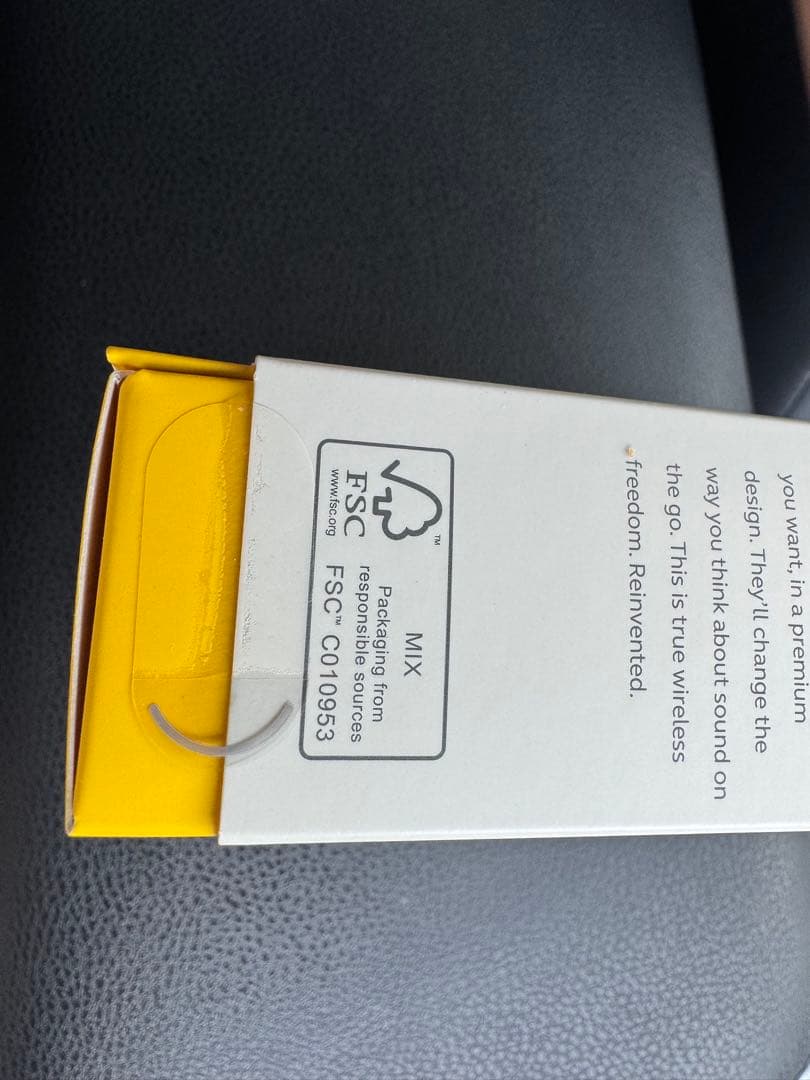 you want, in a premium
design. They'll change the
way you think about sound on
the go. This is true wireless
freedom. Reinvented.
™
FSC
www.fsc.org
MIX
Packaging from
responsible sources
FSC™ C010953